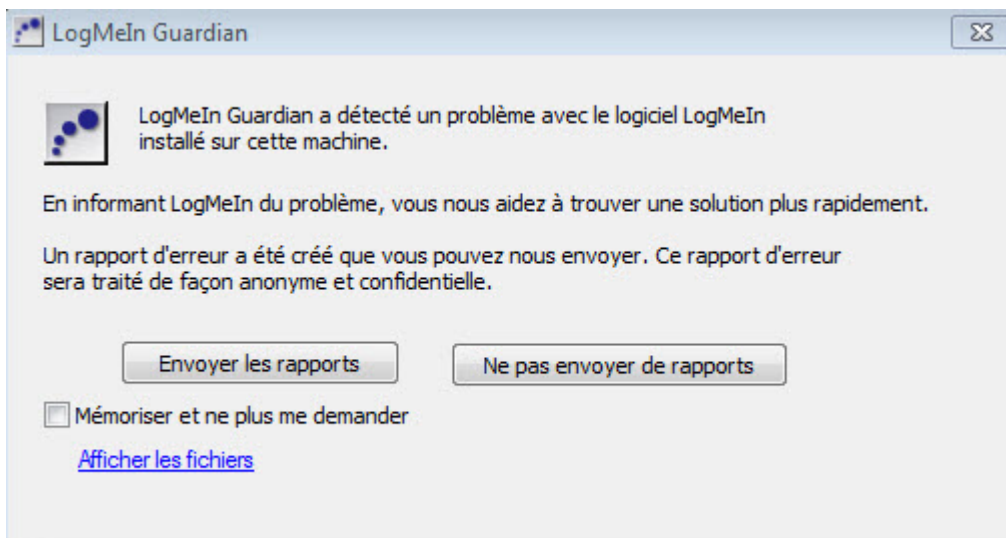 LogMeIn Guardian
LogMeIn Guardian a détecté un problème avec le logiciel LogMeIn
installé sur cette machine.
En informant LogMeIn du problème, vous nous aidez à trouver une solution plus rapidement.
Un rapport d'erreur a été créé que vous pouvez nous envoyer. Ce rapport d'erreur
sera traité de façon anonyme et confidentielle.
Envoyer les rapports
Ne pas envoyer de rapports
Mémoriser et ne plus me demander
Afficher les fichiers